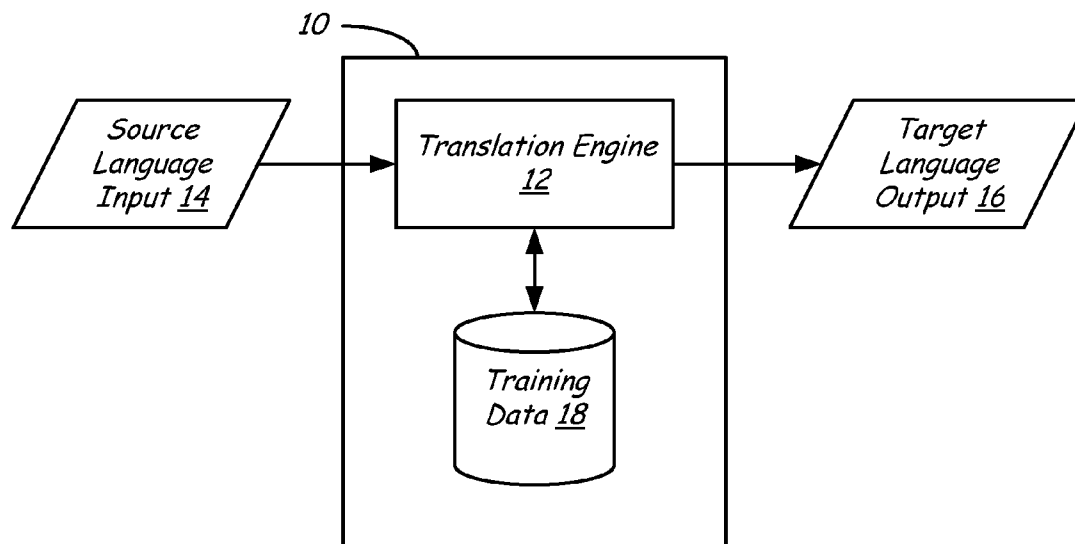 10
Source
Language
Input 14
Translation Engine
12
Target
Language
Output 16
Training
Data 18